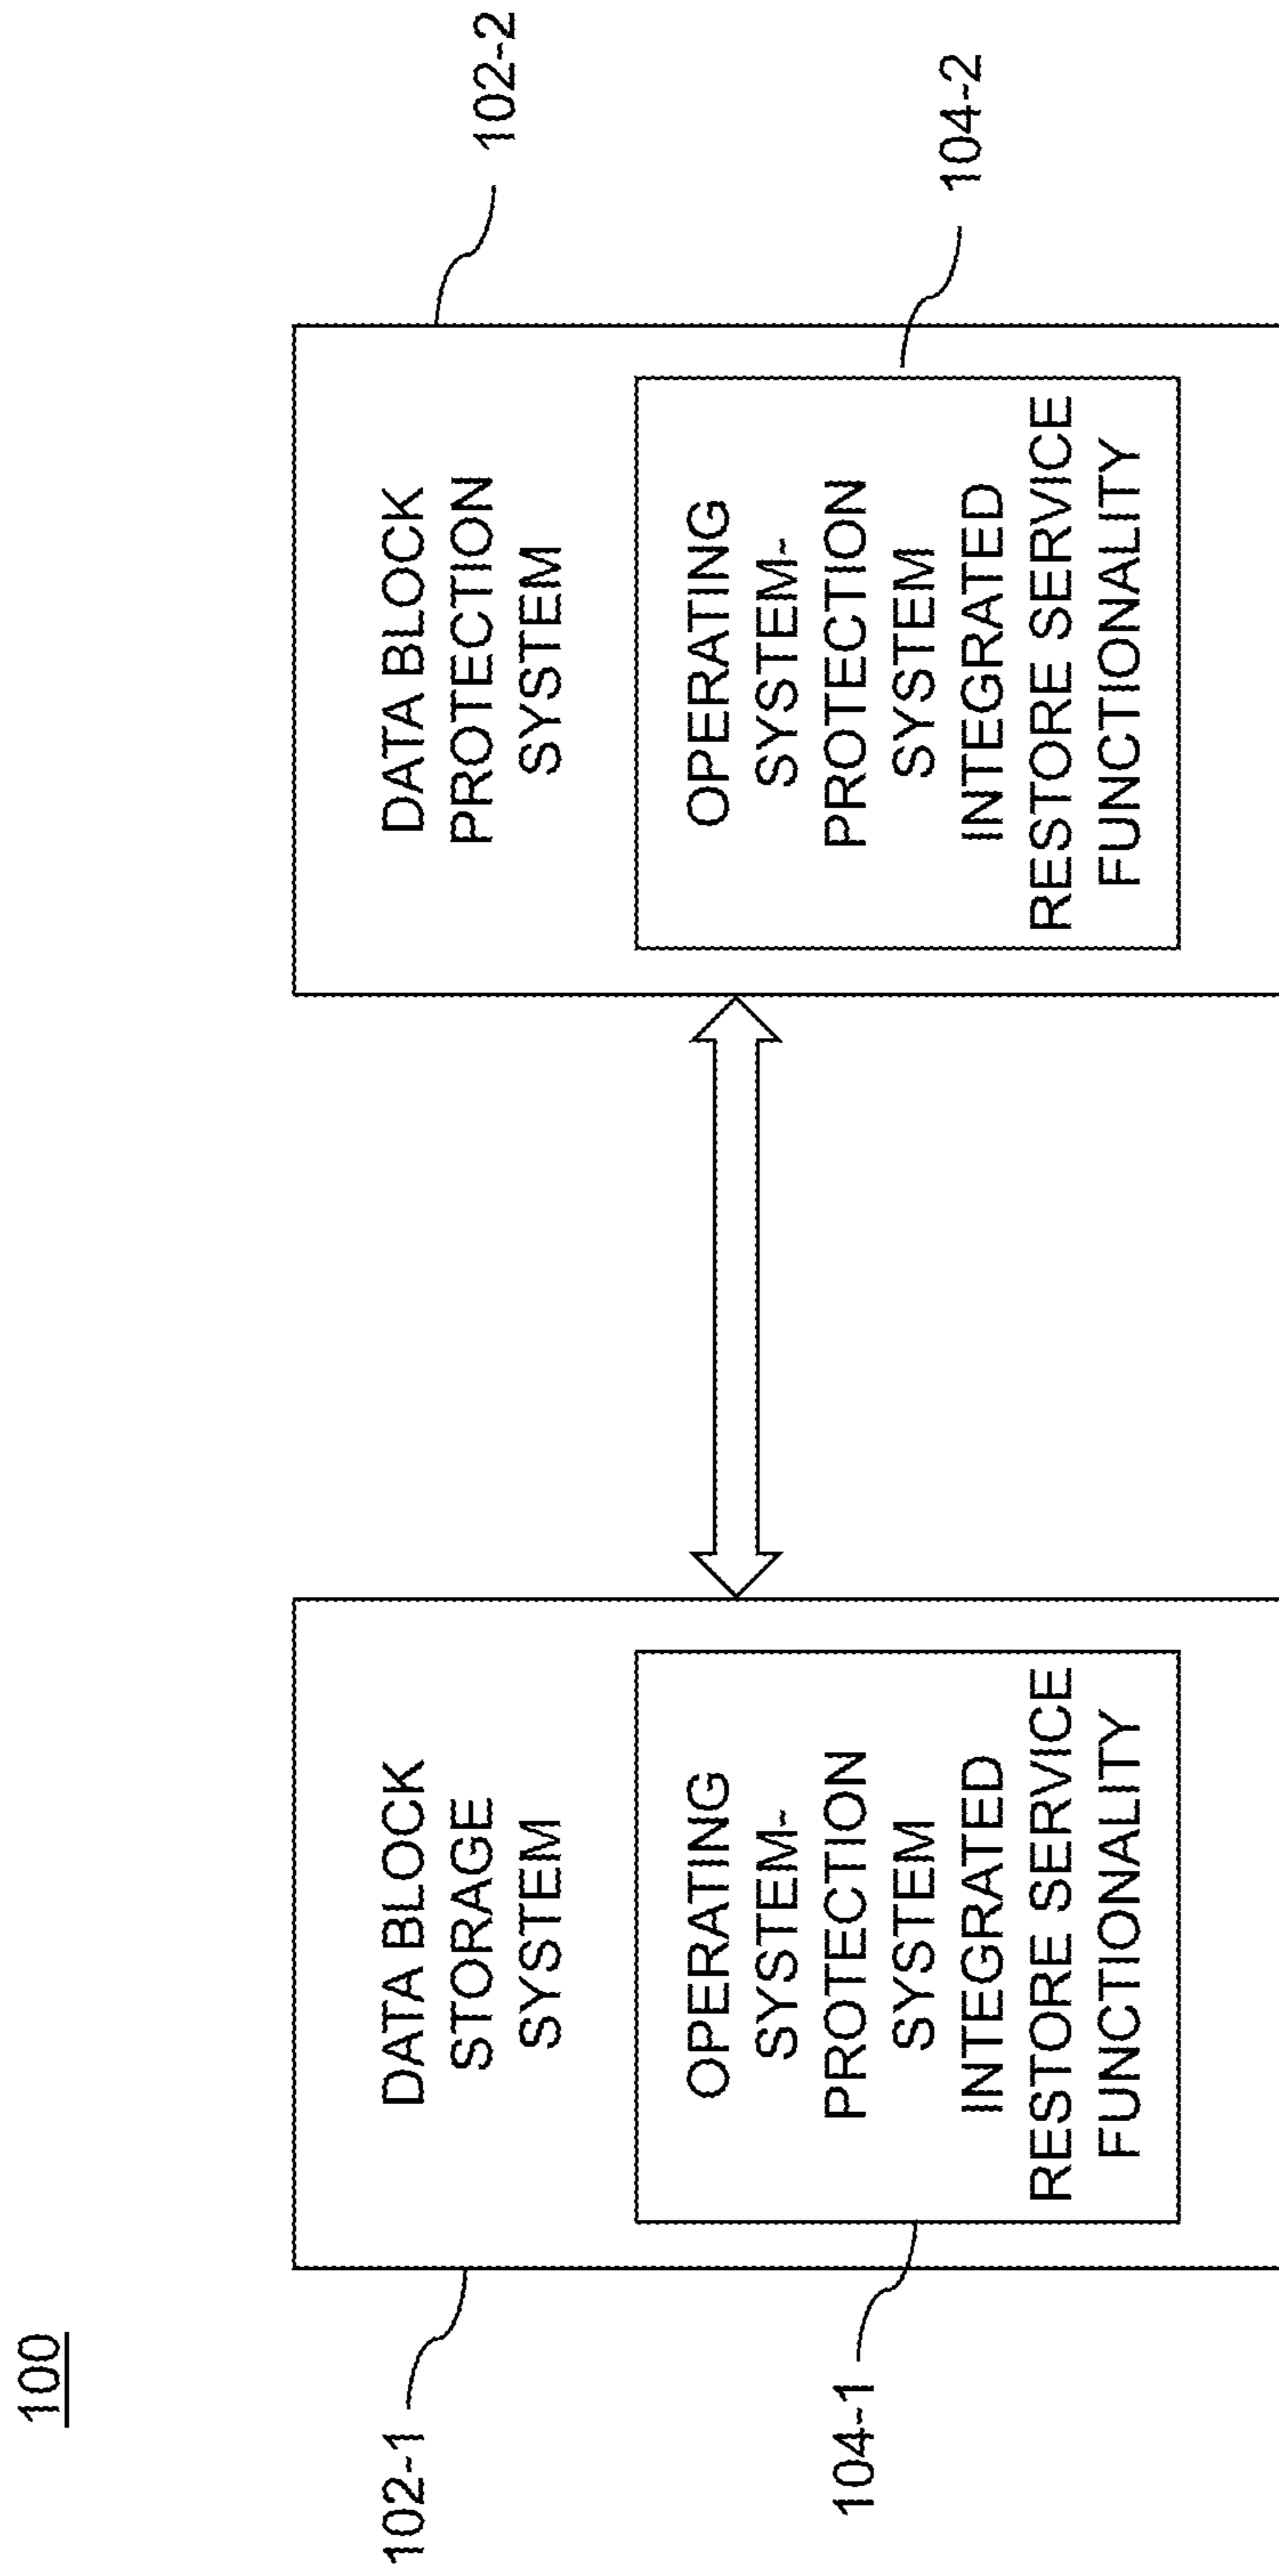 100
102-1
DATA BLOCK
STORAGE
SYSTEM
104-1
OPERATING
SYSTEM-
PROTECTION
SYSTEM
INTEGRATED
RESTORE SERVICE
FUNCTIONALITY
102-2
DATA BLOCK
PROTECTION
SYSTEM
104-2
OPERATING
SYSTEM-
PROTECTION
SYSTEM
INTEGRATED
RESTORE SERVICE
FUNCTIONALITY